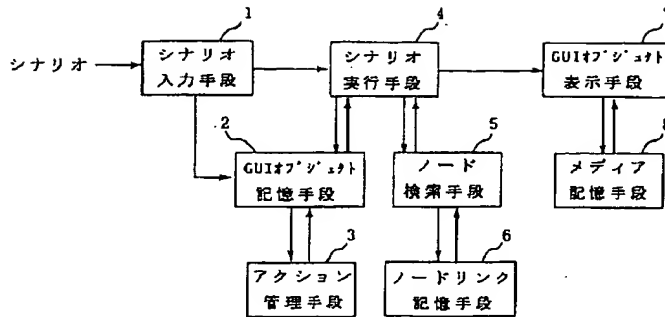 1
4
シナリオ
シナリオ
入力手段
シナリオ
実行手段
GUIオブジェクト
表示手段
2
5
8
GUIオブジェクト
記憶手段
ノード
検索手段
メディア
記憶手段
3
6
アクション
管理手段
ノードリンク
記憶手段